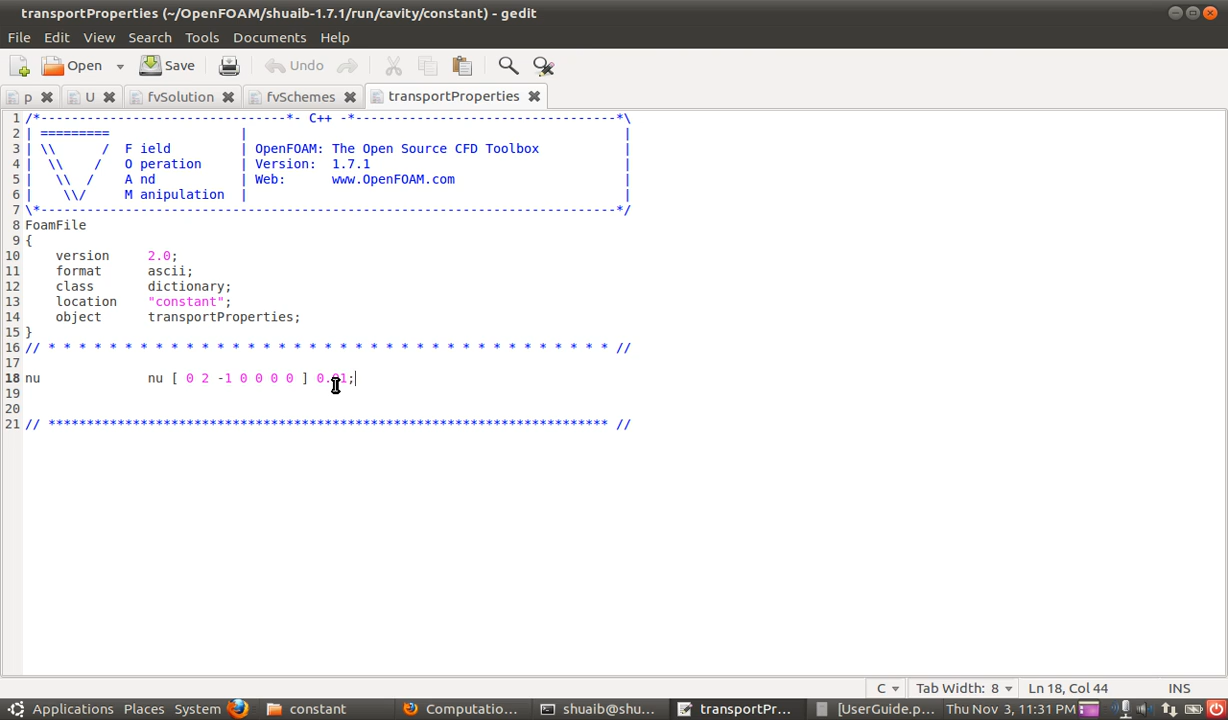 transportProperties (~/OpenFOAM/shuaib-1.7.1/run/cavity/constant) - gedit
File Edit View Search Tools Documents Help
Open Save Undo
p U fvSolution fvSchemes transportProperties
1 /*--------------------------------*- C++ -*----------------------------------*\
2 | ========= | |
3 | \\ / F ield | OpenFOAM: The Open Source CFD Toolbox |
4 | \\ / O peration | Version: 1.7.1 |
5 | \\ / A nd | Web: www.OpenFOAM.com |
6 | \\/ M anipulation | |
7 \*---------------------------------------------------------------------------*/
8 FoamFile
9 {
10 version 2.0;
11 format ascii;
12 class dictionary;
13 location "constant";
14 object transportProperties;
15 }
16 // * * * * * * * * * * * * * * * * * * * * * * * * * * * * * * * * * * * * * //
17
18 nu nu [ 0 2 -1 0 0 0 0 ] 0.01;
19
20
21 // ************************************************************************* //
C Tab Width: 8 Ln 18, Col 44 INS
Applications Places System constant Computatio... shuaib@shu... transportPr... [UserGuide.p... Thu Nov 3, 11:31 PM